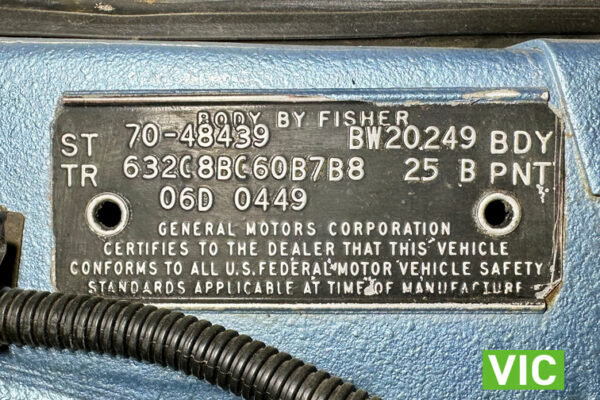 BODY BY FISHER
ST 70-48439 BW20249 BDY
TR 632C8BC60B7B8 25 B PNT
06D 0449
GENERAL MOTORS CORPORATION
CERTIFIES TO THE DEALER THAT THIS VEHICLE
CONFORMS TO ALL U.S. FEDERAL MOTOR VEHICLE SAFETY
STANDARDS APPLICABLE AT TIME OF MANUFACTURE
VIC